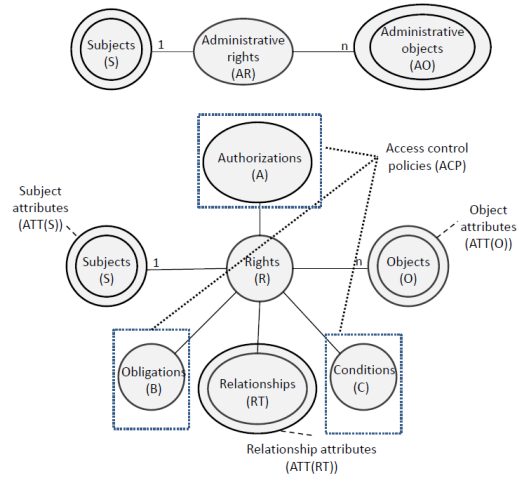 Subjects
(S)
1
Administrative
rights
(AR)
n
Administrative
objects
(AO)
Authorizations
(A)
Access control
policies (ACP)
Subject
attributes
(ATT(S))
Object
attributes
(ATT(O))
Subjects
(S)
1
Rights
(R)
n
Objects
(O)
Obligations
(B)
Relationships
(RT)
Conditions
(C)
Relationship attributes
(ATT(RT))